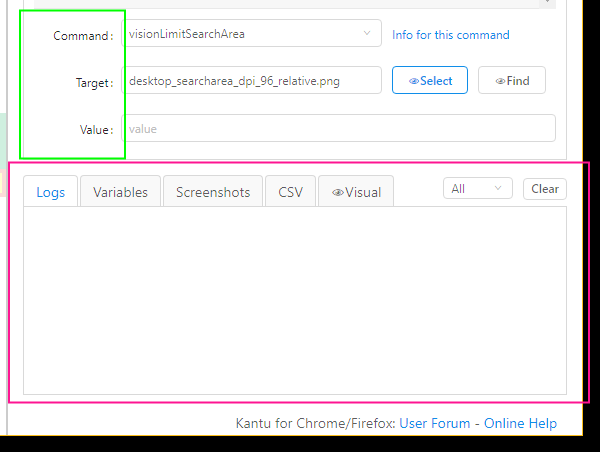 Command: visionLimitSearchArea Info for this command
Target: desktop_searcharea_dpi_96_relative.png Select Find
Value: value
Logs Variables Screenshots CSV Visual All Clear
Kantu for Chrome/Firefox: User Forum - Online Help